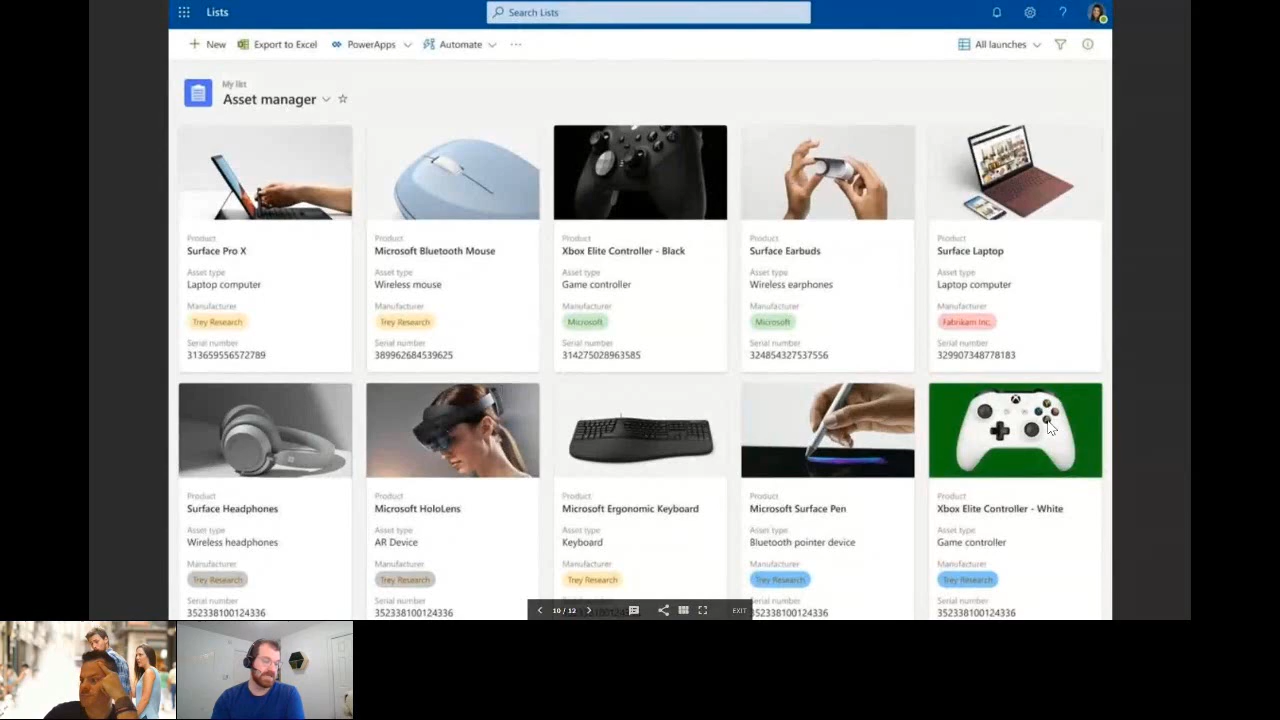 Lists
Search Lists
?
New
Export to Excel
PowerApps
Automate
All launches
My list
Asset manager
Product
Surface Pro X
Asset type
Laptop computer
Manufacturer
Trey Research
Serial number
313659556572789
Product
Microsoft Bluetooth Mouse
Asset type
Wireless mouse
Manufacturer
Trey Research
Serial number
389962684539625
Product
Xbox Elite Controller - Black
Asset type
Game controller
Manufacturer
Microsoft
Serial number
314275028963585
Product
Surface Earbuds
Asset type
Wireless earphones
Manufacturer
Microsoft
Serial number
324854327537556
Product
Surface Laptop
Asset type
Laptop computer
Manufacturer
Fabrikam Inc.
Serial number
329907348778183
Product
Surface Headphones
Asset type
Wireless headphones
Manufacturer
Trey Research
Serial number
352338100124336
Product
Microsoft HoloLens
Asset type
AR Device
Manufacturer
Trey Research
Serial number
352338100124336
Product
Microsoft Ergonomic Keyboard
Asset type
Keyboard
Manufacturer
Trey Research
Product
Microsoft Surface Pen
Asset type
Bluetooth pointer device
Manufacturer
Trey Research
Serial number
352338100124336
Product
Xbox Elite Controller - White
Asset type
Game controller
Manufacturer
Trey Research
Serial number
352338100124336
10 / 12
EXIT